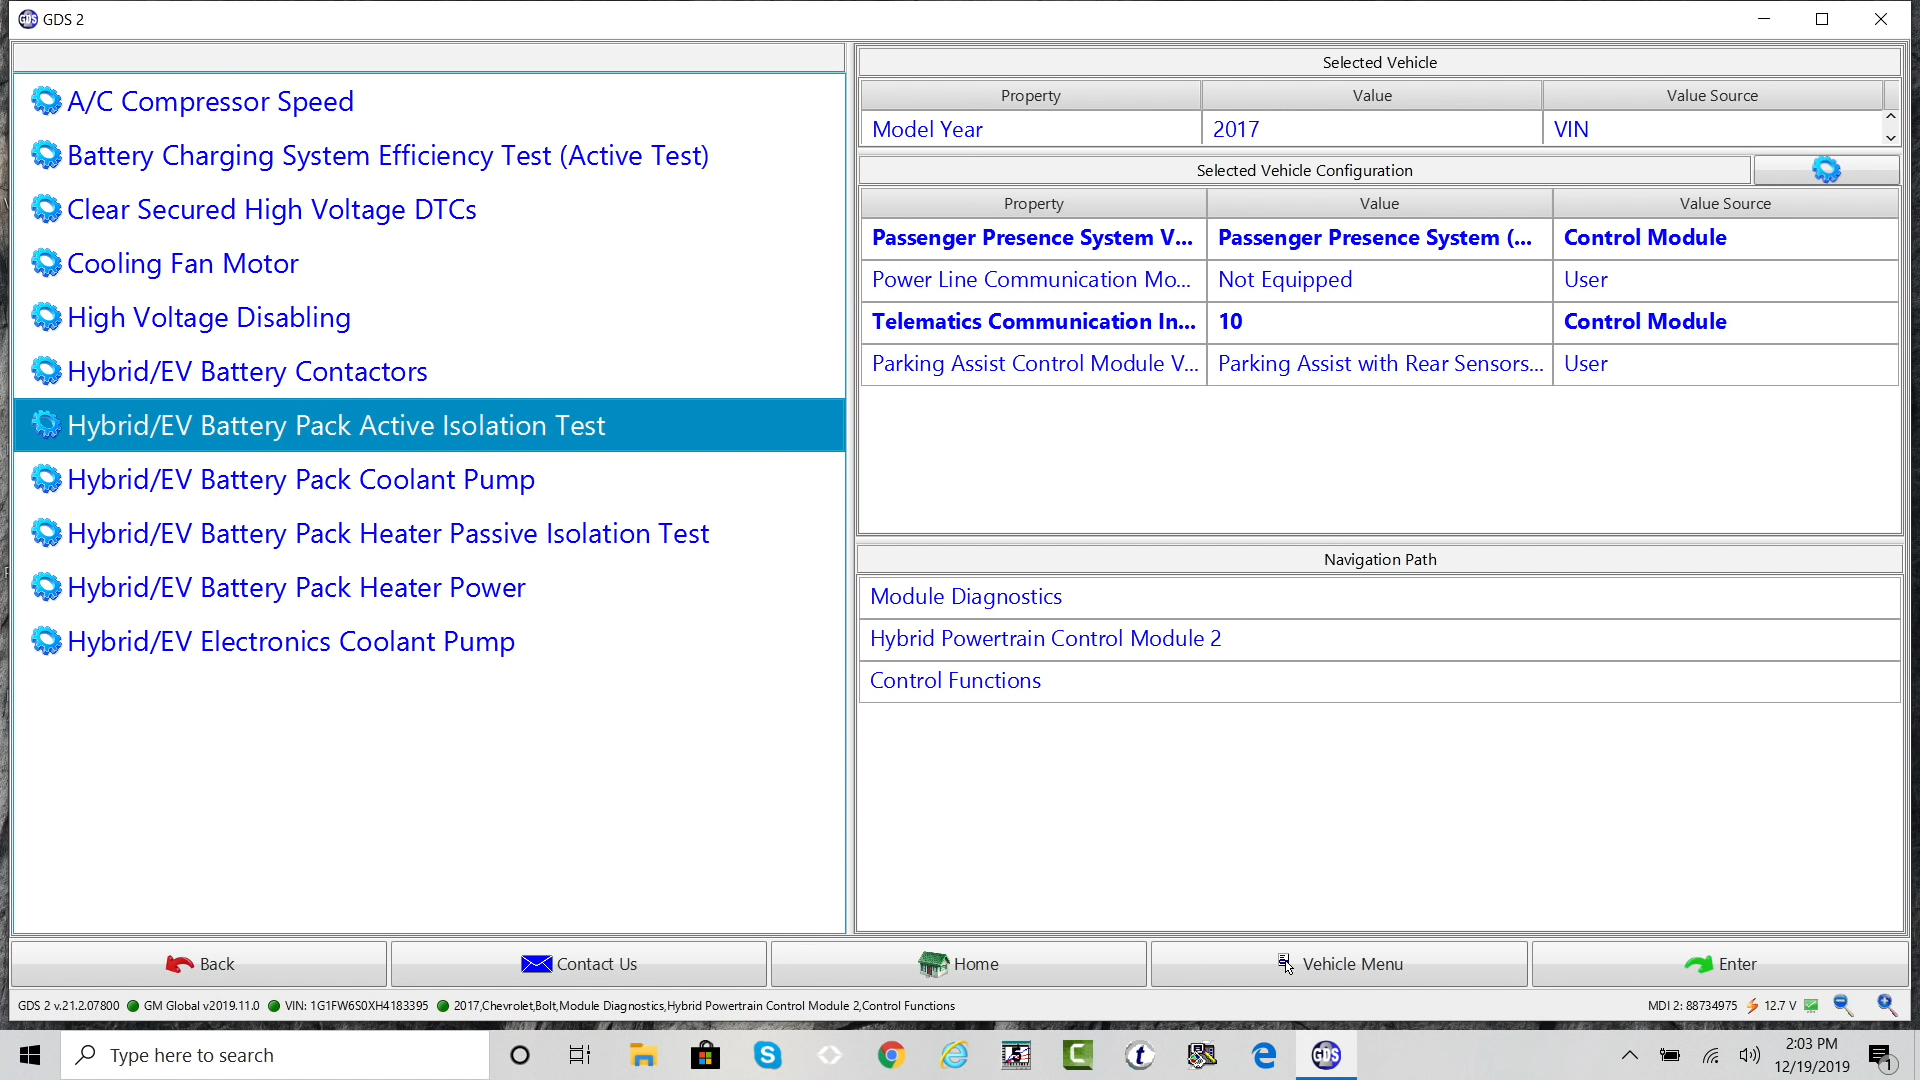 GDS 2
A/C Compressor Speed
Battery Charging System Efficiency Test (Active Test)
Clear Secured High Voltage DTCs
Cooling Fan Motor
High Voltage Disabling
Hybrid/EV Battery Contactors
Hybrid/EV Battery Pack Active Isolation Test
Hybrid/EV Battery Pack Coolant Pump
Hybrid/EV Battery Pack Heater Passive Isolation Test
Hybrid/EV Battery Pack Heater Power
Hybrid/EV Electronics Coolant Pump
Selected Vehicle
Property Value Value Source
Model Year 2017 VIN
Selected Vehicle Configuration
Property Value Value Source
Passenger Presence System V... Passenger Presence System (... Control Module
Power Line Communication Mo... Not Equipped User
Telematics Communication In... 10 Control Module
Parking Assist Control Module V... Parking Assist with Rear Sensors... User
Navigation Path
Module Diagnostics
Hybrid Powertrain Control Module 2
Control Functions
Back Contact Us Home Vehicle Menu Enter
GDS 2 v.21.2.07800 GM Global v2019.11.0 VIN: 1G1FW6S0XH4183395 2017,Chevrolet,Bolt,Module Diagnostics,Hybrid Powertrain Control Module 2,Control Functions MDI 2: 88734975 12.7 V
Type here to search
2:03 PM
12/19/2019
1